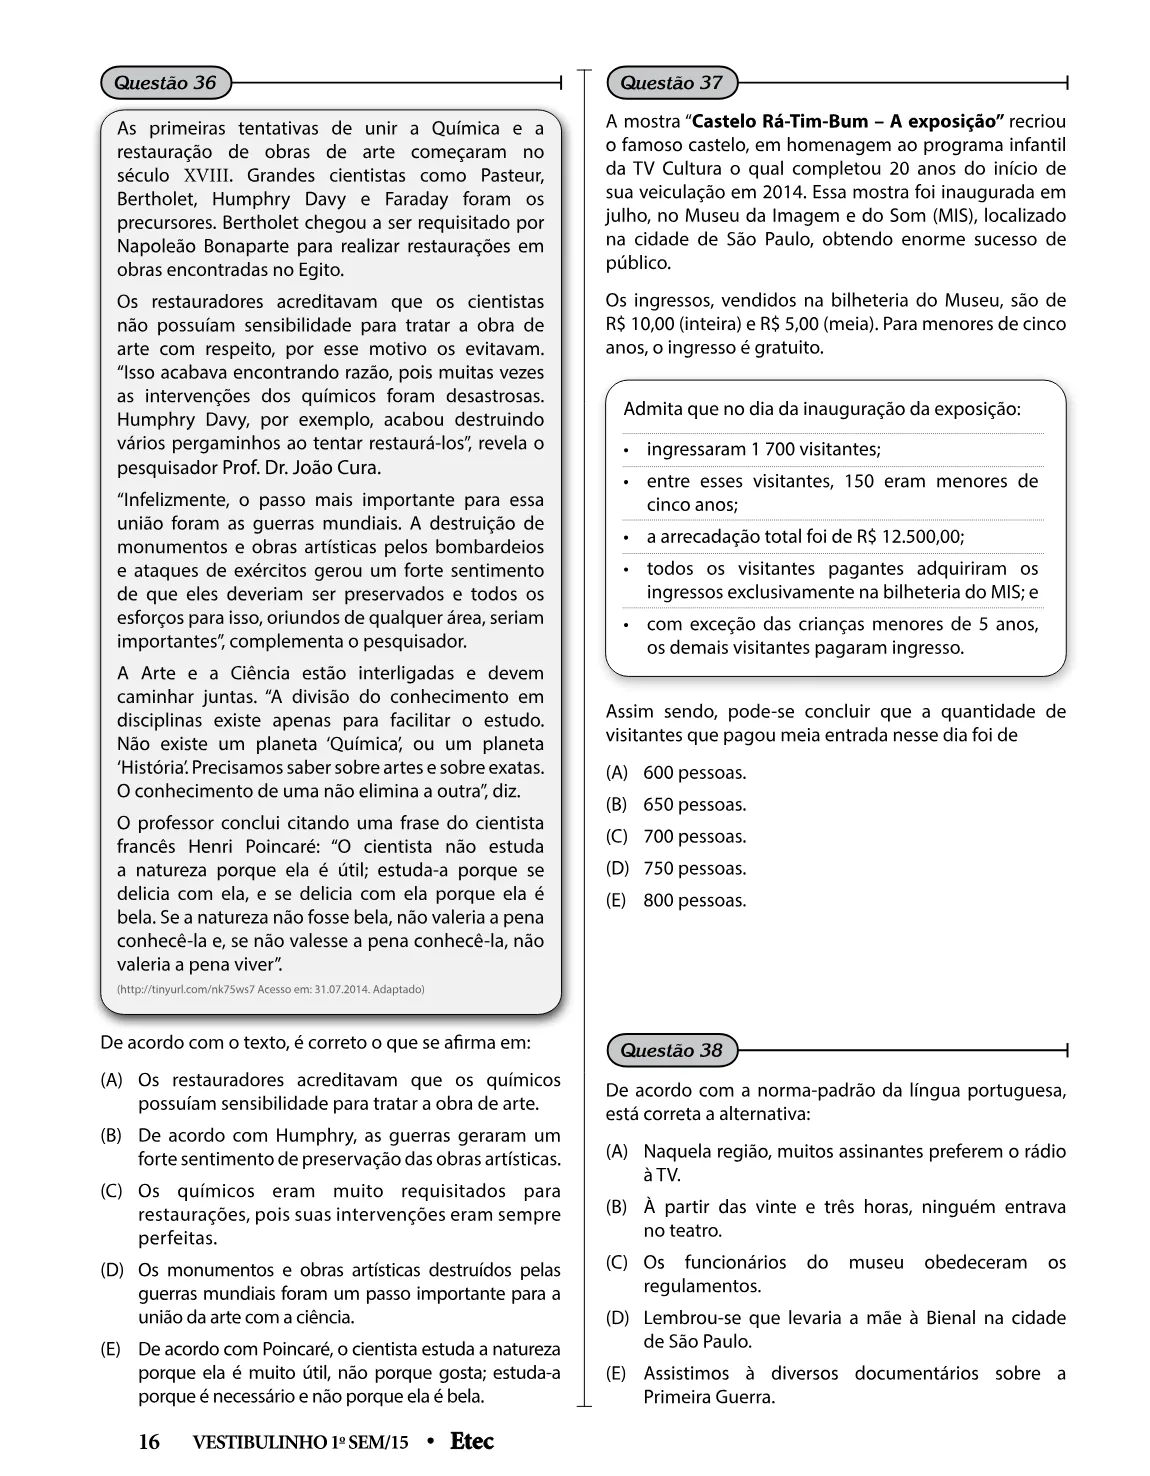 Questão 36
As primeiras tentativas de unir a Química e a
restauração de obras de arte começaram no
século XVIII. Grandes cientistas como Pasteur,
Bertholet, Humphry Davy e Faraday foram os
precursores. Bertholet chegou a ser requisitado por
Napoleão Bonaparte para realizar restaurações em
obras encontradas no Egito.
Os restauradores acreditavam que os cientistas
não possuíam sensibilidade para tratar a obra de
arte com respeito, por esse motivo os evitavam.
“Isso acabava encontrando razão, pois muitas vezes
as intervenções dos químicos foram desastrosas.
Humphry Davy, por exemplo, acabou destruindo
vários pergaminhos ao tentar restaurá-los”, revela o
pesquisador Prof. Dr. João Cura.
“Infelizmente, o passo mais importante para essa
união foram as guerras mundiais. A destruição de
monumentos e obras artísticas pelos bombardeios
e ataques de exércitos gerou um forte sentimento
de que eles deveriam ser preservados e todos os
esforços para isso, oriundos de qualquer área, seriam
importantes”, complementa o pesquisador.
A Arte e a Ciência estão interligadas e devem
caminhar juntas. “A divisão do conhecimento em
disciplinas existe apenas para facilitar o estudo.
Não existe um planeta ‘Química’, ou um planeta
‘História’. Precisamos saber sobre artes e sobre exatas.
O conhecimento de uma não elimina a outra”, diz.
O professor conclui citando uma frase do cientista
francês Henri Poincaré: “O cientista não estuda
a natureza porque ela é útil; estuda-a porque se
delicia com ela, e se delicia com ela porque ela é
bela. Se a natureza não fosse bela, não valeria a pena
conhecê-la e, se não valesse a pena conhecê-la, não
valeria a pena viver”.
(http://tinyurl.com/nk75ws7 Acesso em: 31.07.2014. Adaptado)
De acordo com o texto, é correto o que se afirma em:
(A) Os restauradores acreditavam que os químicos
possuíam sensibilidade para tratar a obra de arte.
(B) De acordo com Humphry, as guerras geraram um
forte sentimento de preservação das obras artísticas.
(C) Os químicos eram muito requisitados para
restaurações, pois suas intervenções eram sempre
perfeitas.
(D) Os monumentos e obras artísticas destruídos pelas
guerras mundiais foram um passo importante para a
união da arte com a ciência.
(E) De acordo com Poincaré, o cientista estuda a natureza
porque ela é muito útil, não porque gosta; estuda-a
porque é necessário e não porque ela é bela.
Questão 37
A mostra “Castelo Rá-Tim-Bum – A exposição” recriou
o famoso castelo, em homenagem ao programa infantil
da TV Cultura o qual completou 20 anos do início de
sua veiculação em 2014. Essa mostra foi inaugurada em
julho, no Museu da Imagem e do Som (MIS), localizado
na cidade de São Paulo, obtendo enorme sucesso de
público.
Os ingressos, vendidos na bilheteria do Museu, são de
R$ 10,00 (inteira) e R$ 5,00 (meia). Para menores de cinco
anos, o ingresso é gratuito.
Admita que no dia da inauguração da exposição:
• ingressaram 1 700 visitantes;
• entre esses visitantes, 150 eram menores de
cinco anos;
• a arrecadação total foi de R$ 12.500,00;
• todos os visitantes pagantes adquiriram os
ingressos exclusivamente na bilheteria do MIS; e
• com exceção das crianças menores de 5 anos,
os demais visitantes pagaram ingresso.
Assim sendo, pode-se concluir que a quantidade de
visitantes que pagou meia entrada nesse dia foi de
(A) 600 pessoas.
(B) 650 pessoas.
(C) 700 pessoas.
(D) 750 pessoas.
(E) 800 pessoas.
Questão 38
De acordo com a norma-padrão da língua portuguesa,
está correta a alternativa:
(A) Naquela região, muitos assinantes preferem o rádio
à TV.
(B) À partir das vinte e três horas, ninguém entrava
no teatro.
(C) Os funcionários do museu obedeceram os
regulamentos.
(D) Lembrou-se que levaria a mãe à Bienal na cidade
de São Paulo.
(E) Assistimos à diversos documentários sobre a
Primeira Guerra.
16 VESTIBULINHO 1º SEM/15 • Etec